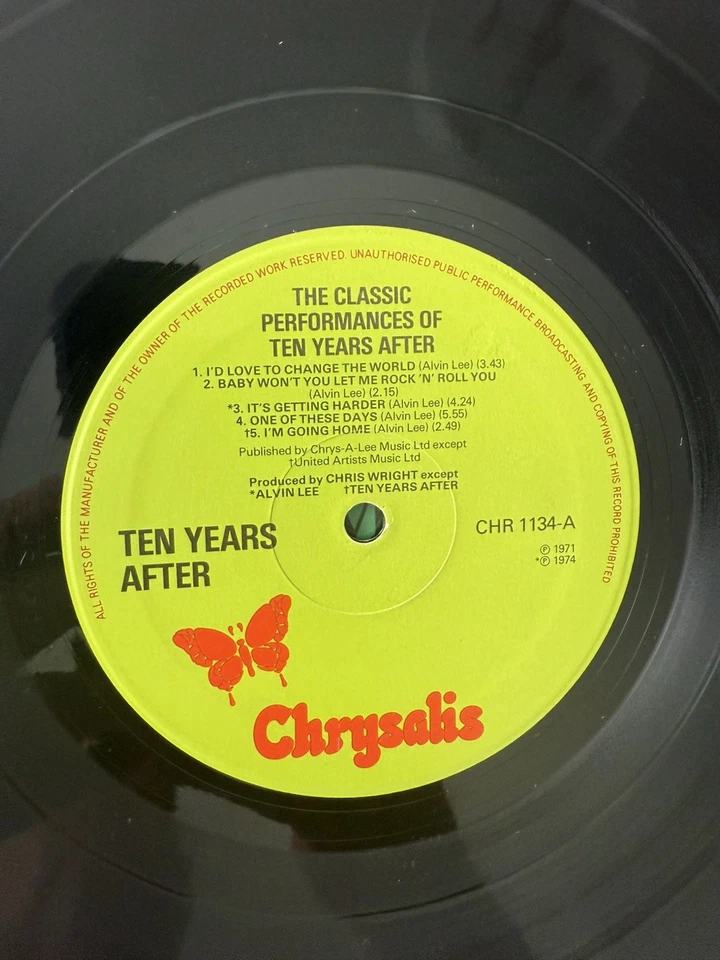 ALL RIGHTS OF THE MANUFACTURER AND OF THE OWNER OF THE RECORDED WORK RESERVED. UNAUTHORISED PUBLIC PERFORMANCE BROADCASTING AND COPYING OF THIS RECORD PROHIBITED
THE CLASSIC
PERFORMANCES OF
TEN YEARS AFTER
1. I'D LOVE TO CHANGE THE WORLD (Alvin Lee) (3.43)
2. BABY WON'T YOU LET ME ROCK 'N' ROLL YOU
(Alvin Lee) (2.15)
*3. IT'S GETTING HARDER (Alvin Lee) (4.24)
4. ONE OF THESE DAYS (Alvin Lee) (5.55)
†5. I'M GOING HOME (Alvin Lee) (2.49)
Published by Chrys-A-Lee Music Ltd except
†United Artists Music Ltd
Produced by CHRIS WRIGHT except
*ALVIN LEE †TEN YEARS AFTER
TEN YEARS
AFTER
CHR 1134-A
℗ 1971
*℗ 1974
Chrysalis